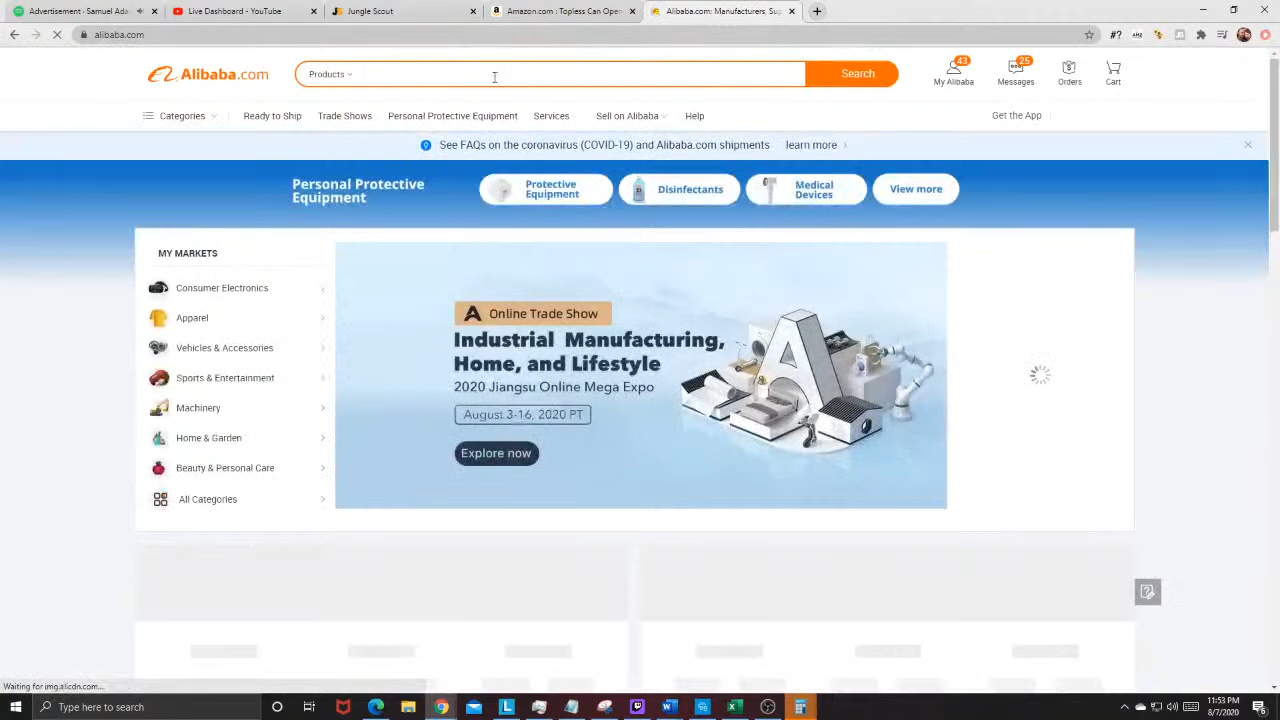 Advertisement · Samuel Ada
Live Dashboard - YouTube
Jungle Scout
Amazon.com : Topless Can Open
Alibaba.com: Manufacturers, Sup
alibaba.com
Alibaba.com
Products
Search
43
My Alibaba
25
Messages
Orders
Cart
Categories
Ready to Ship
Trade Shows
Personal Protective Equipment
Services
Sell on Alibaba
Help
Get the App
See FAQs on the coronavirus (COVID-19) and Alibaba.com shipments learn more
Personal Protective
Equipment
Protective
Equipment
Disinfectants
Medical
Devices
View more
MY MARKETS
Consumer Electronics
Apparel
Vehicles & Accessories
Sports & Entertainment
Machinery
Home & Garden
Beauty & Personal Care
All Categories
Online Trade Show
Industrial Manufacturing,
Home, and Lifestyle
2020 Jiangsu Online Mega Expo
August 3-16, 2020 PT
Explore now
Waiting for img.alicdn.com...
Type here to search
11:53 PM
8/7/2020